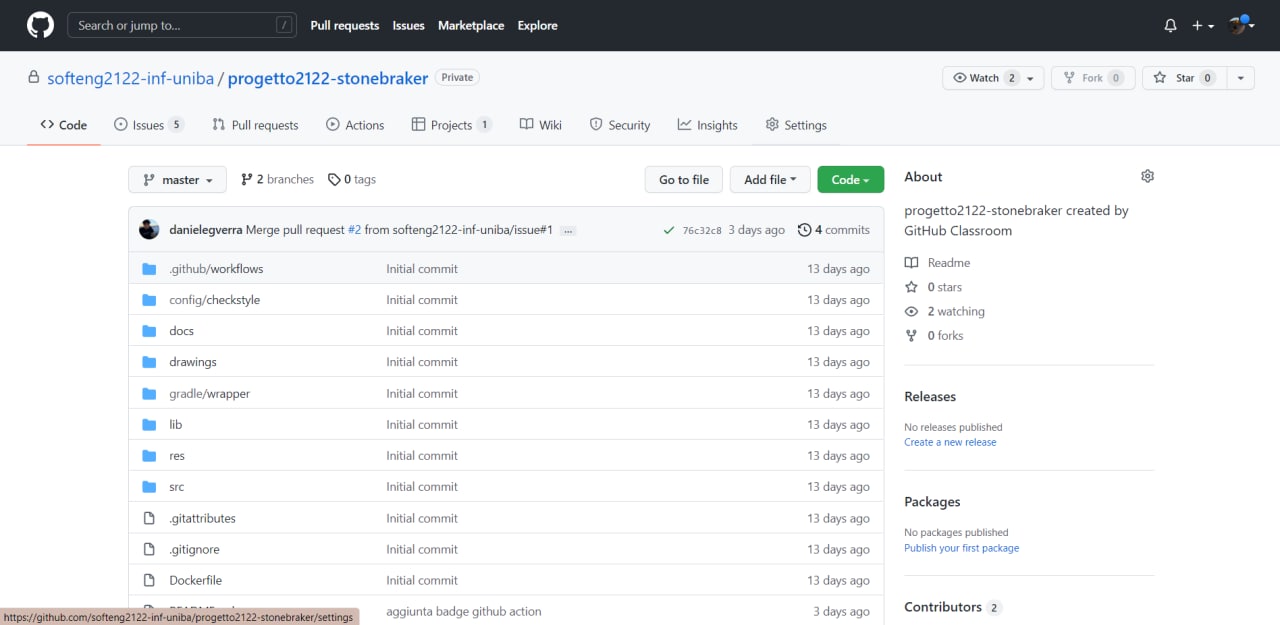 Search or jump to... / Pull requests Issues Marketplace Explore
softeng2122-inf-uniba / progetto2122-stonebraker Private Watch 2 Fork 0 Star 0
Code Issues 5 Pull requests Actions Projects 1 Wiki Security Insights Settings
master 2 branches 0 tags Go to file Add file Code
danielegverra Merge pull request #2 from softeng2122-inf-uniba/issue#1 ... 76c32c8 3 days ago 4 commits
.github/workflows Initial commit 13 days ago
config/checkstyle Initial commit 13 days ago
docs Initial commit 13 days ago
drawings Initial commit 13 days ago
gradle/wrapper Initial commit 13 days ago
lib Initial commit 13 days ago
res Initial commit 13 days ago
src Initial commit 13 days ago
.gitattributes Initial commit 13 days ago
.gitignore Initial commit 13 days ago
Dockerfile Initial commit 13 days ago
aggiunta badge github action 3 days ago
About
progetto2122-stonebraker created by
GitHub Classroom
Readme
0 stars
2 watching
0 forks
Releases
No releases published
Create a new release
Packages
No packages published
Publish your first package
Contributors 2
https://github.com/softeng2122-inf-uniba/progetto2122-stonebraker/settings